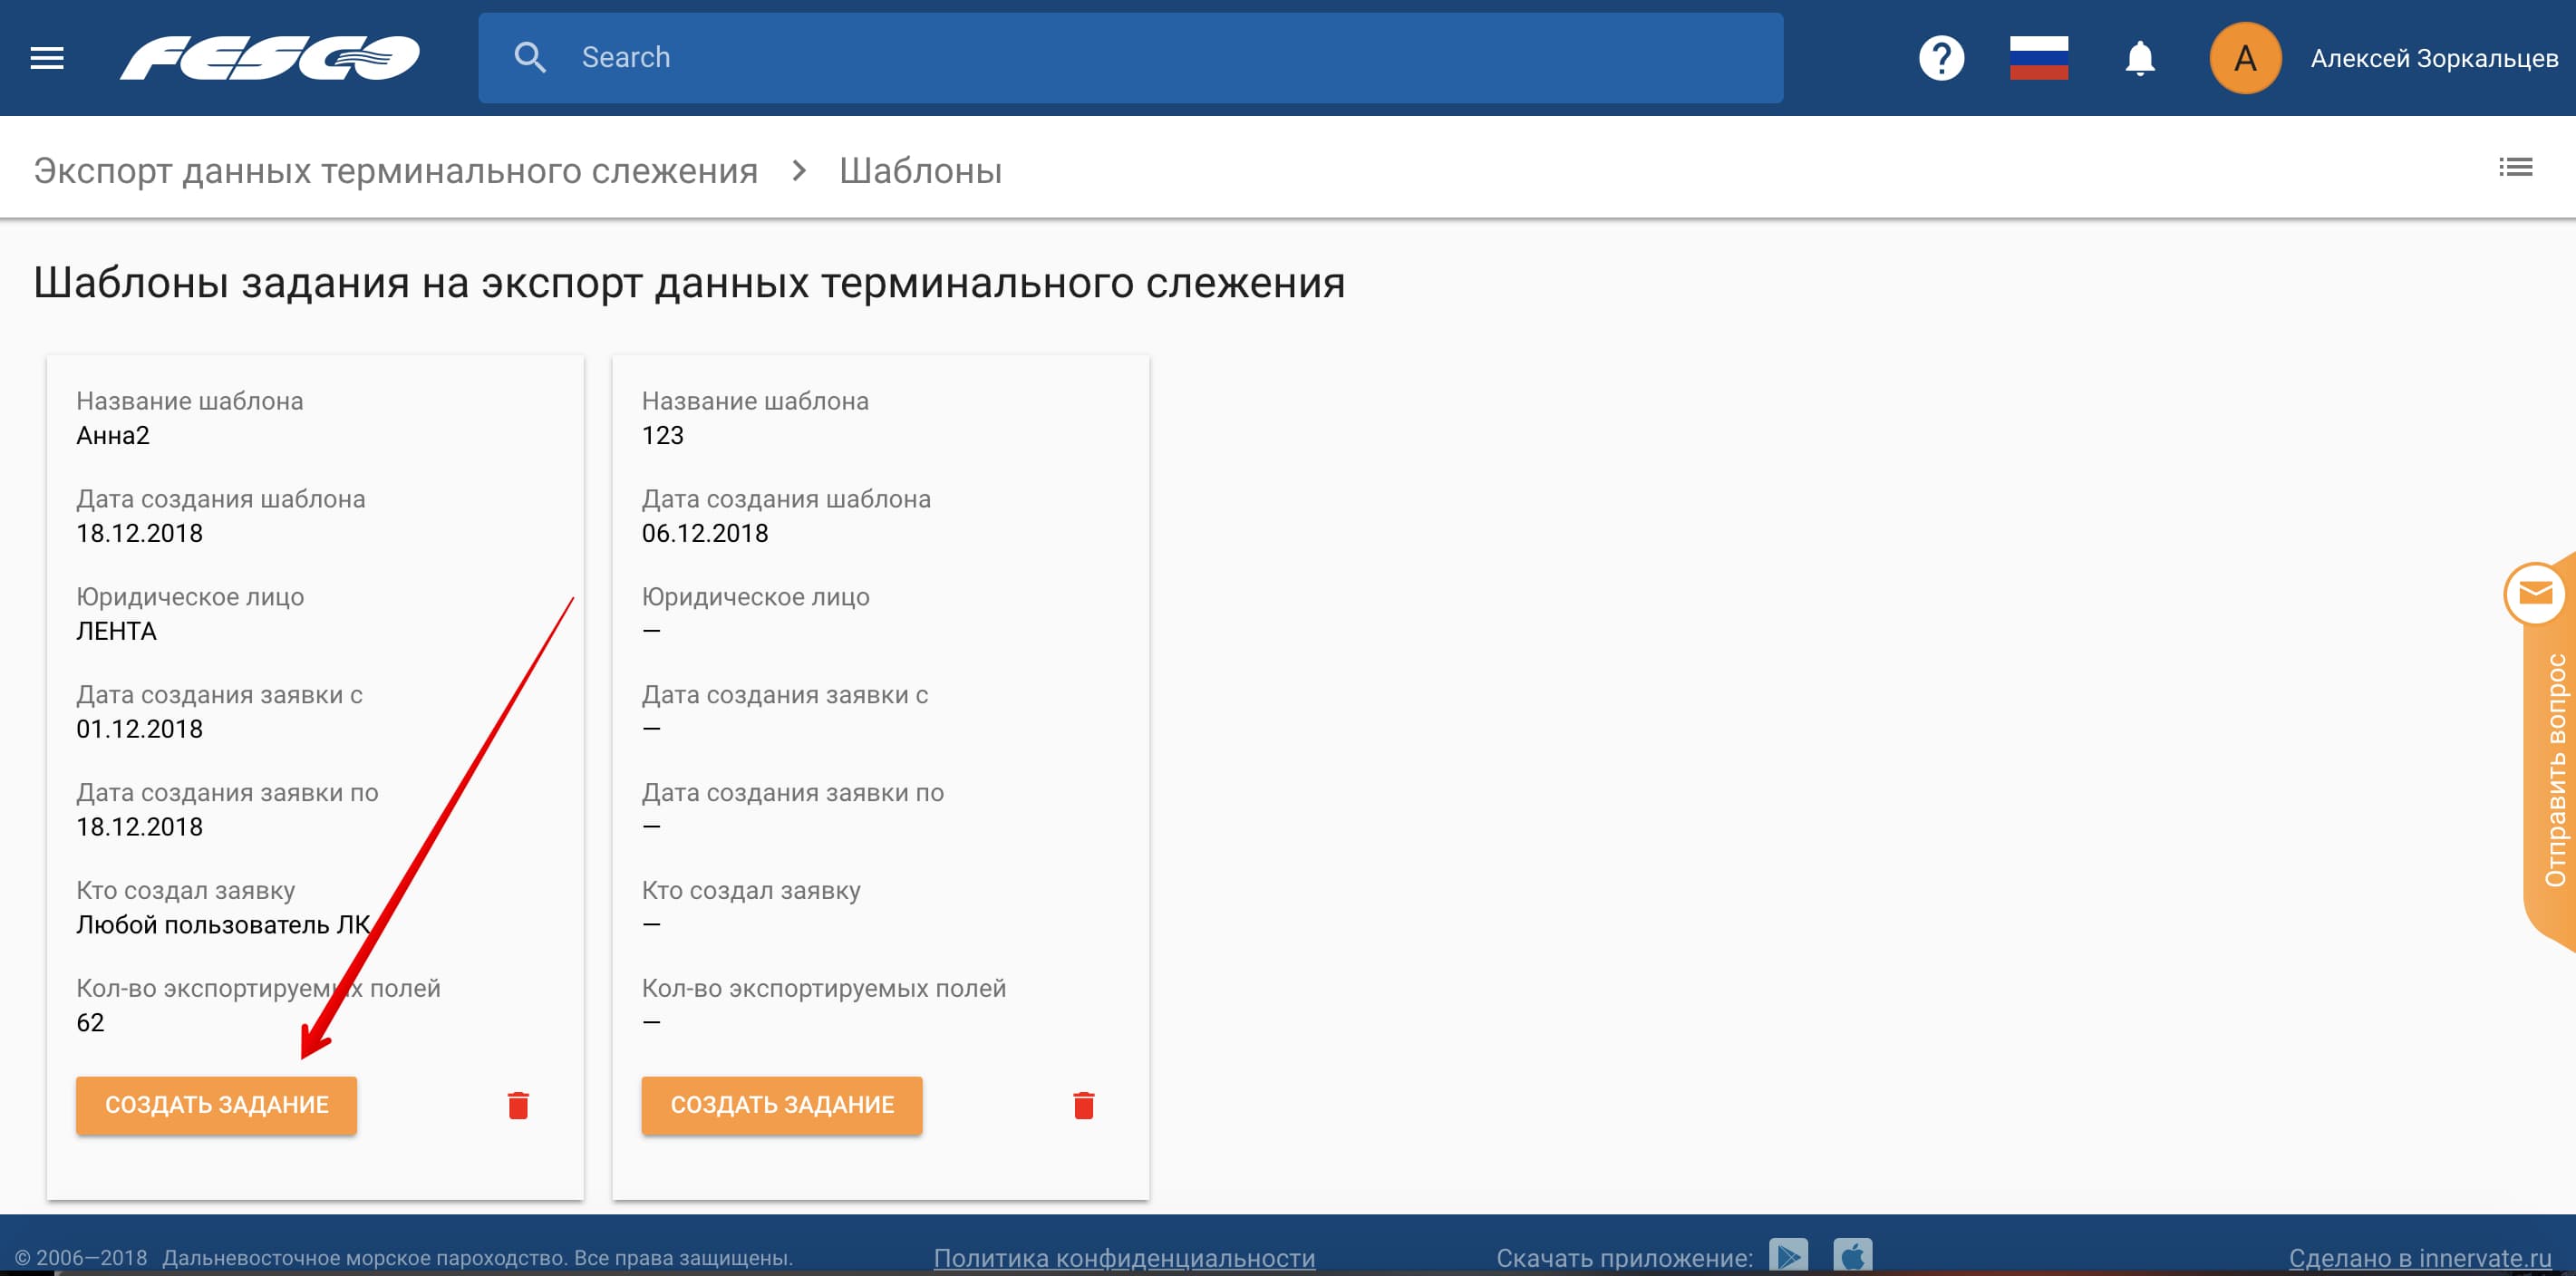 FESCO
Search
А
Алексей Зоркальцев
Экспорт данных терминального слежения > Шаблоны
Шаблоны задания на экспорт данных терминального слежения
Название шаблона
Анна2
Дата создания шаблона
18.12.2018
Юридическое лицо
ЛЕНТА
Дата создания заявки с
01.12.2018
Дата создания заявки по
18.12.2018
Кто создал заявку
Любой пользователь ЛК
Кол-во экспортируемых полей
62
СОЗДАТЬ ЗАДАНИЕ
Название шаблона
123
Дата создания шаблона
06.12.2018
Юридическое лицо
—
Дата создания заявки с
—
Дата создания заявки по
—
Кто создал заявку
—
Кол-во экспортируемых полей
—
СОЗДАТЬ ЗАДАНИЕ
Отправить вопрос
© 2006—2018 Дальневосточное морское пароходство. Все права защищены.
Политика конфиденциальности
Скачать приложение:
Сделано в innervate.ru